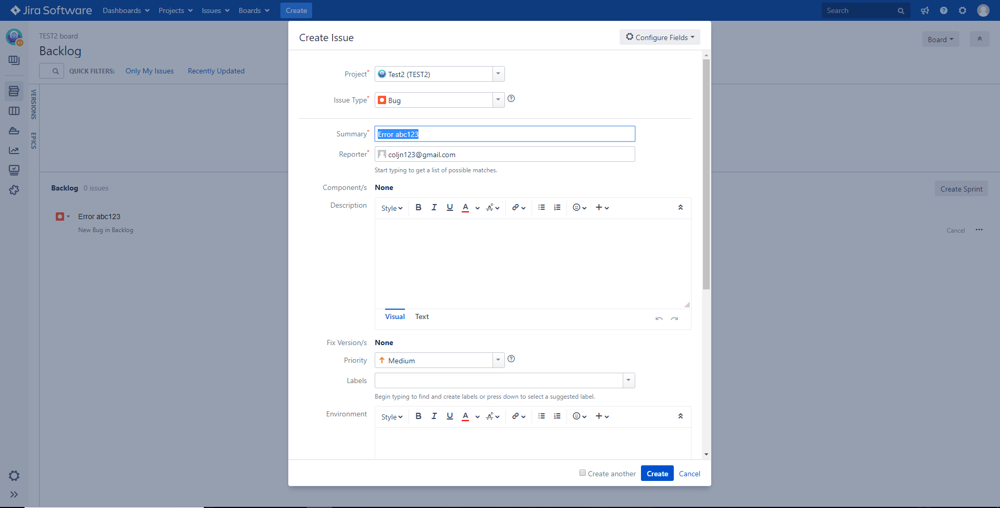 Jira Software Dashboards Projects Issues Boards Create Search
TEST2 board
Backlog
Board
QUICK FILTERS: Only My Issues Recently Updated
VERSIONS
EPICS
Backlog 0 issues
Create Sprint
Error abc123
New Bug in Backlog
Cancel
Create Issue
Configure Fields
Project* Test2 (TEST2)
Issue Type* Bug
Summary* Error abc123
Reporter* coljn123@gmail.com
Start typing to get a list of possible matches.
Component/s None
Description Style B I U A
Visual Text
Fix Version/s None
Priority Medium
Labels
Begin typing to find and create labels or press down to select a suggested label.
Environment Style B I U A
Create another Create Cancel